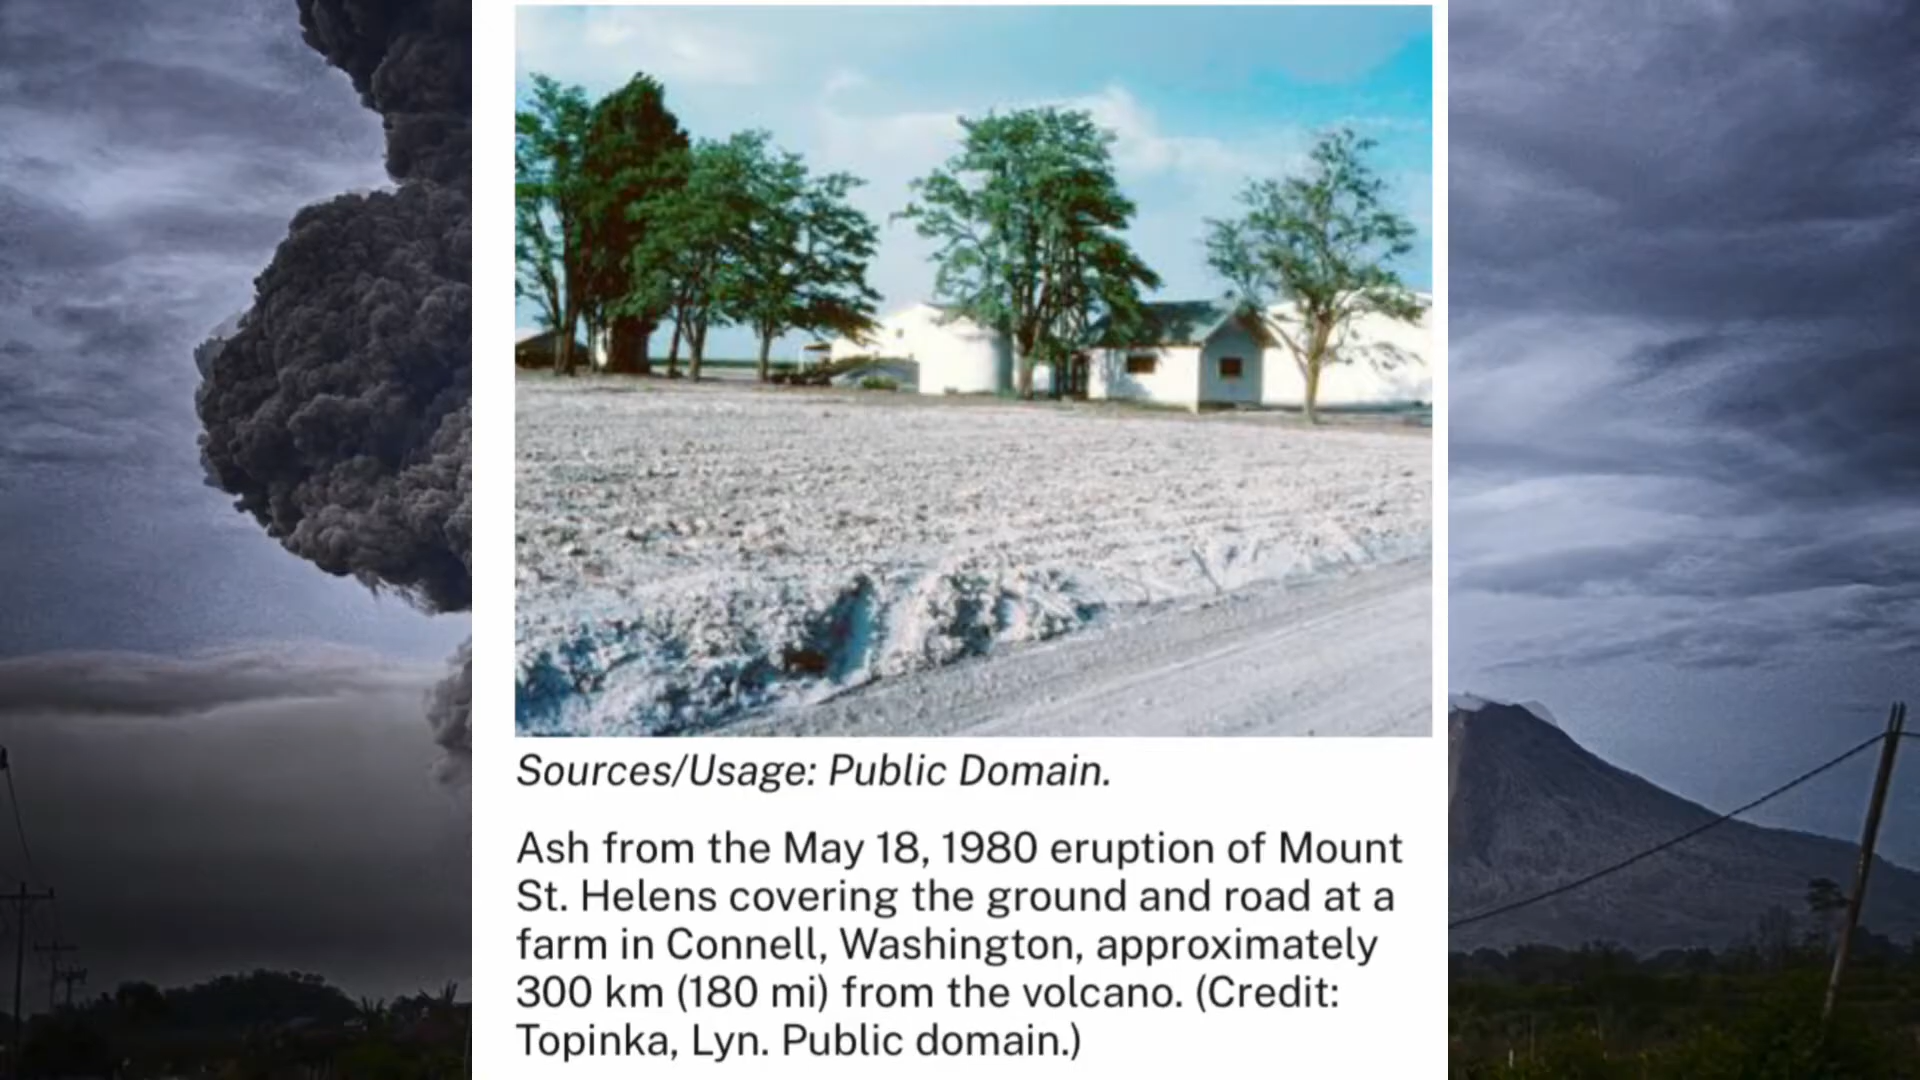 Sources/Usage: Public Domain.
Ash from the May 18, 1980 eruption of Mount
St. Helens covering the ground and road at a
farm in Connell, Washington, approximately
300 km (180 mi) from the volcano. (Credit:
Topinka, Lyn. Public domain.)